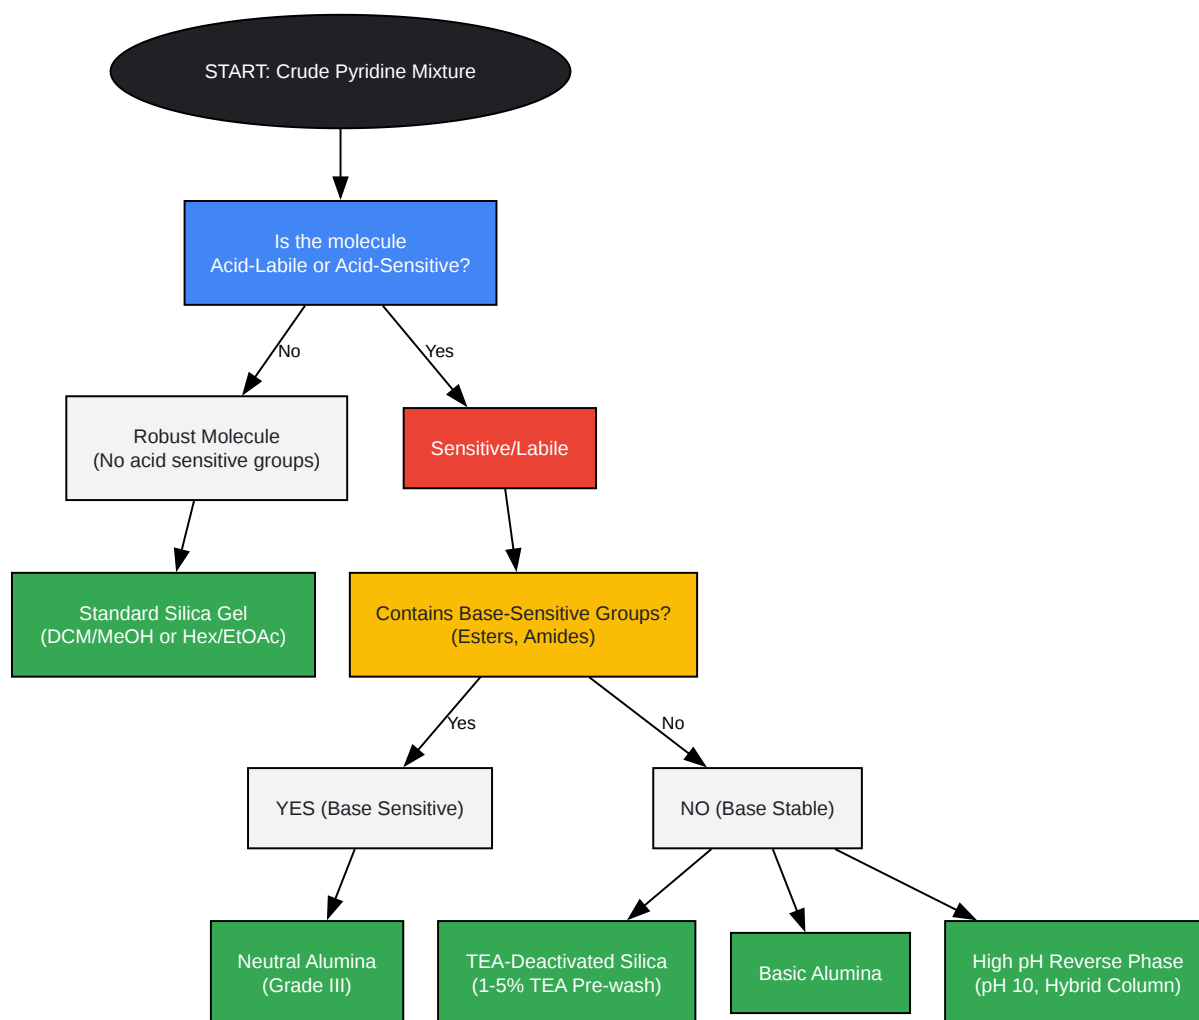 START: Crude Pyridine Mixture
Is the molecule
Acid-Labile or Acid-Sensitive?
No
Yes
Robust Molecule
(No acid sensitive groups)
Sensitive/Labile
Standard Silica Gel
(DCM/MeOH or Hex/EtOAc)
Contains Base-Sensitive Groups?
(Esters, Amides)
Yes
No
YES (Base Sensitive)
NO (Base Stable)
Neutral Alumina
(Grade III)
TEA-Deactivated Silica
(1-5% TEA Pre-wash)
Basic Alumina
High pH Reverse Phase
(pH 10, Hybrid Column)